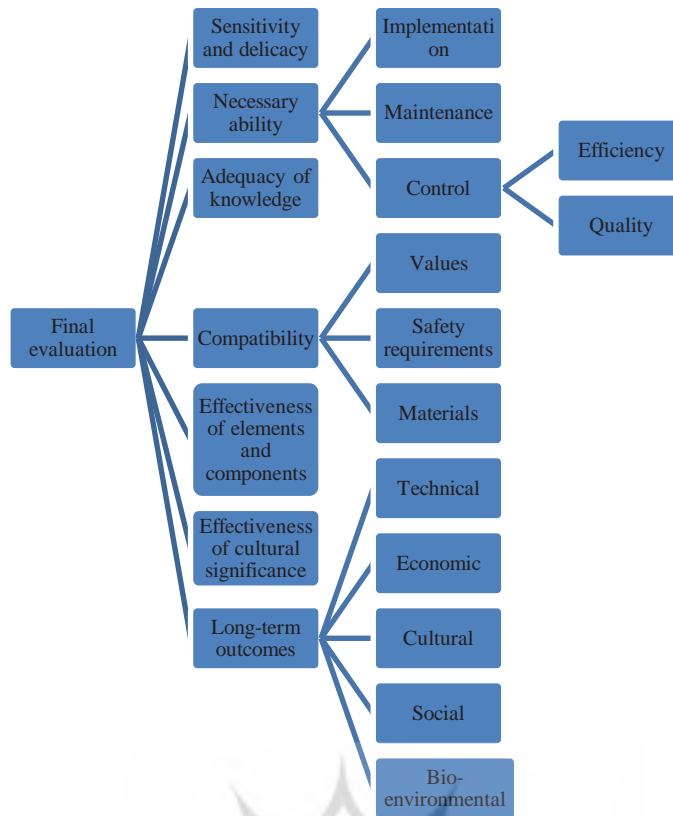 Sensitivity
and delicacy
Implementati
on
Necessary
ability
Maintenance
Efficiency
Adequacy of
knowledge
Control
Quality
Values
Final
evaluation
Compatibility
Safety
requirements
Effectiveness
of elements
and
components
Materials
Technical
Effectiveness
of cultural
significance
Economic
Long-term
outcomes
Cultural
Social
Bio-
environmental